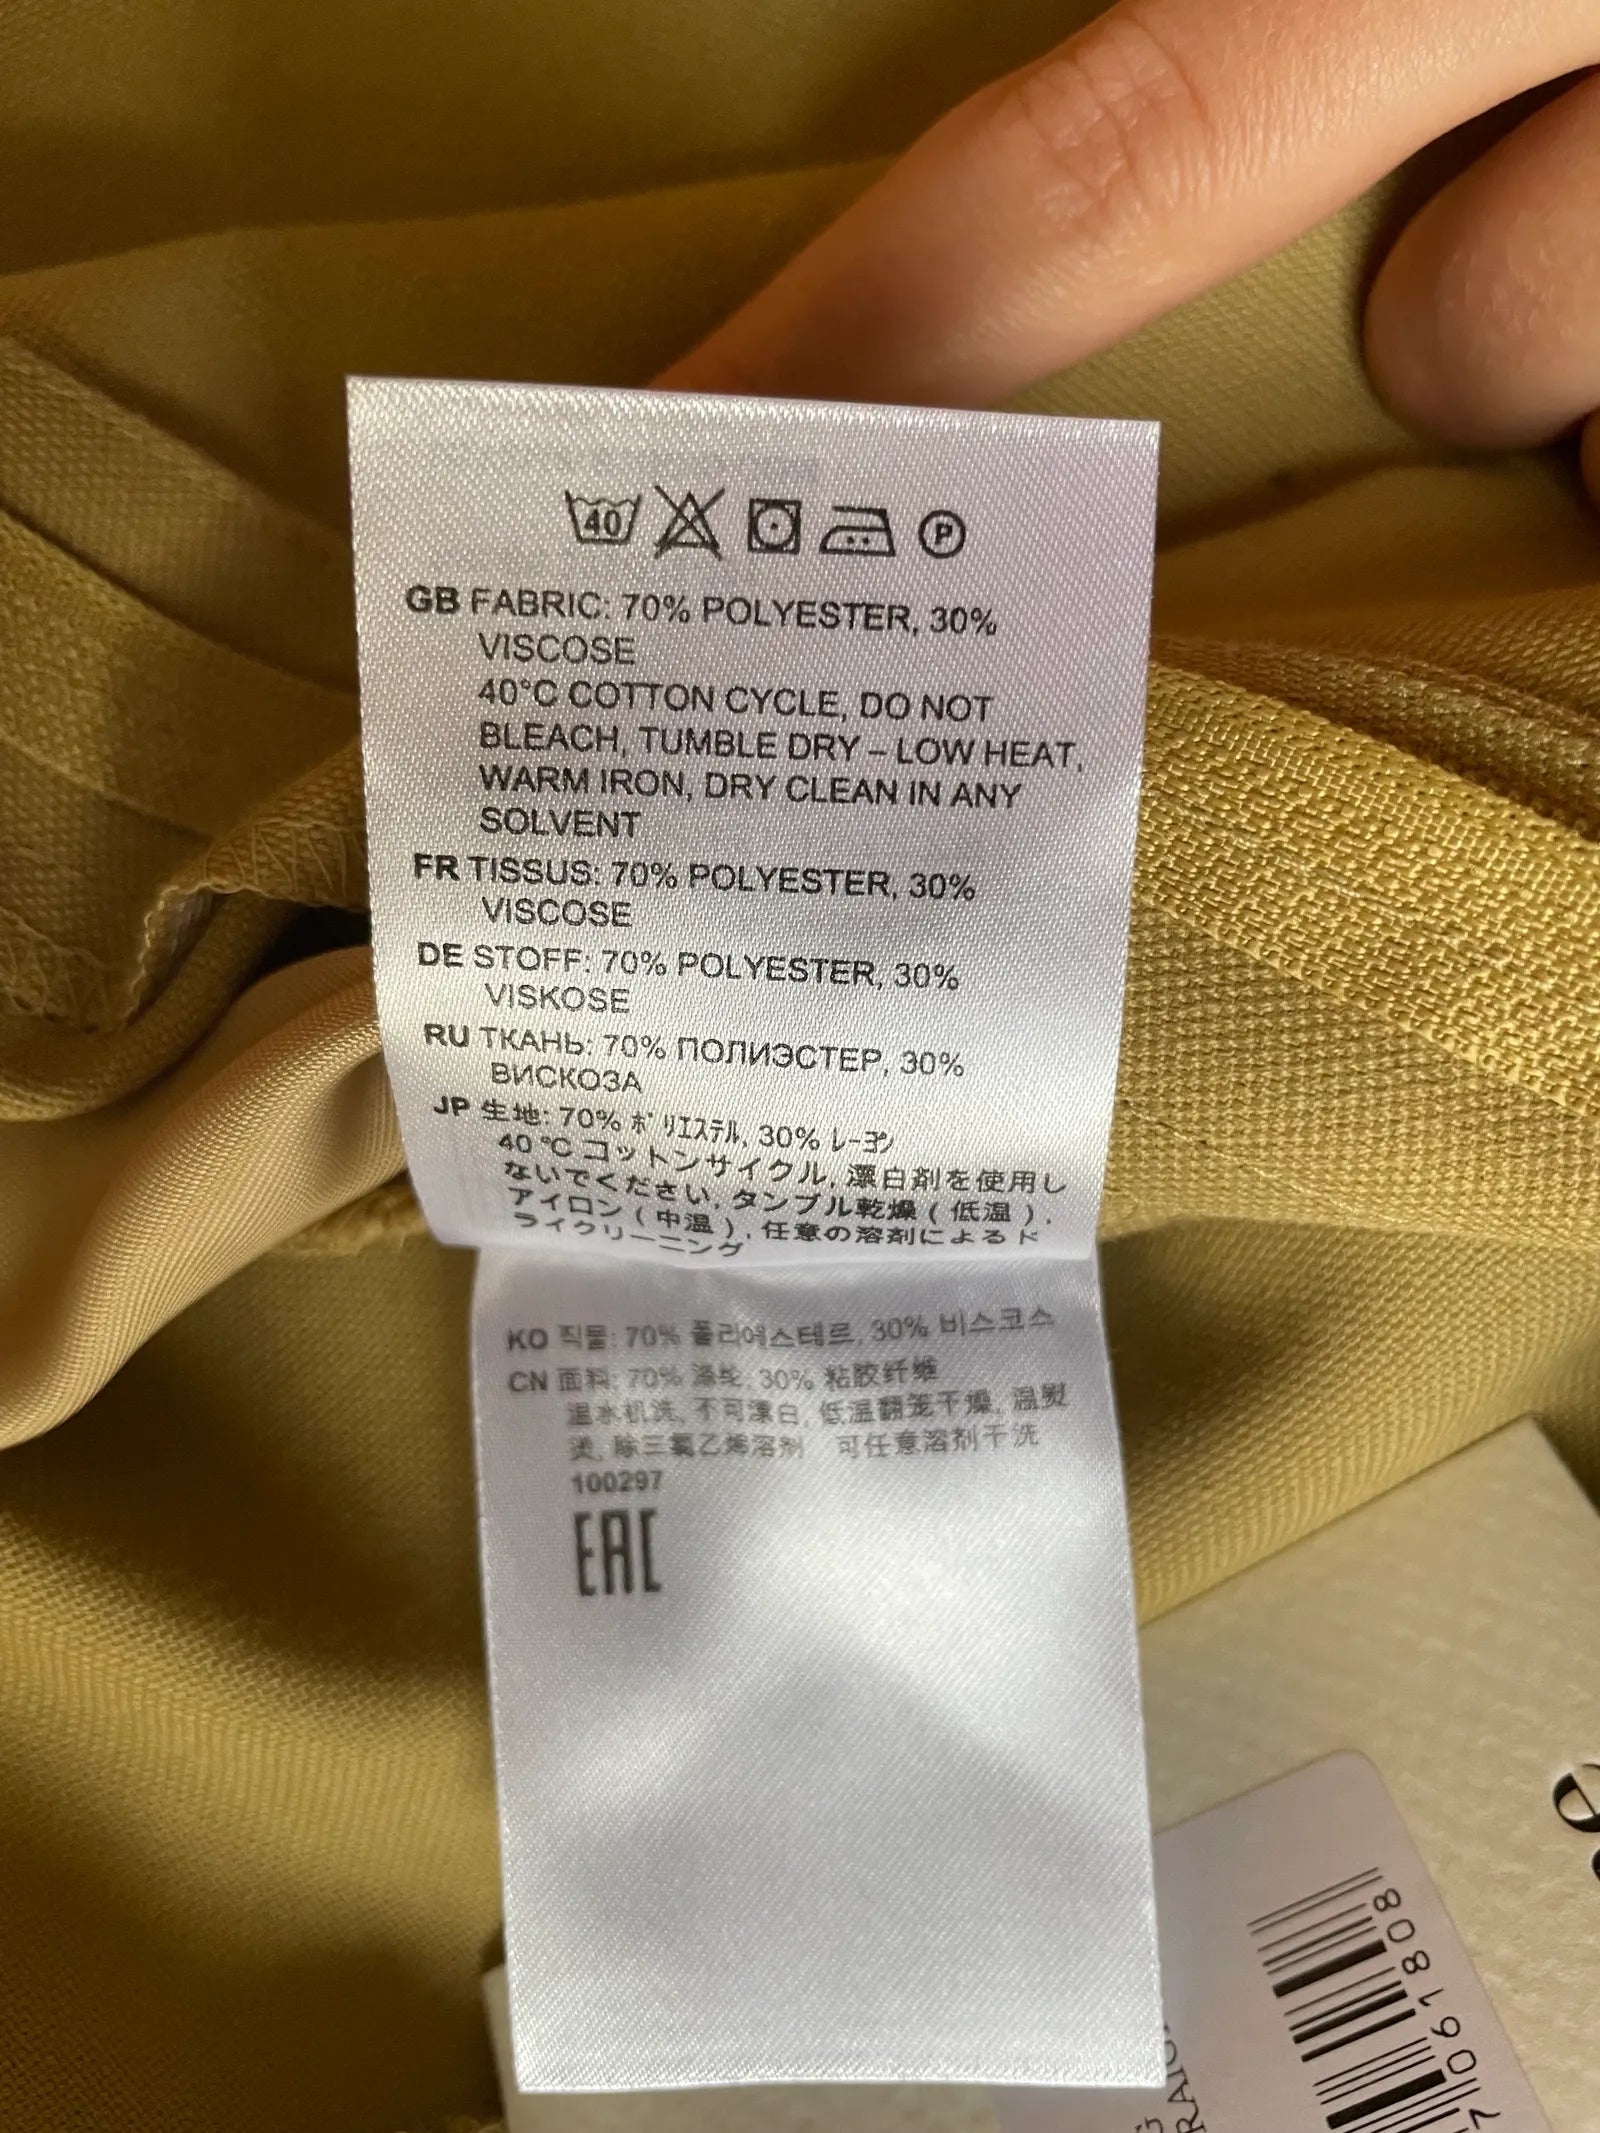 40
P
GB FABRIC: 70% POLYESTER, 30%
VISCOSE
40°C COTTON CYCLE, DO NOT
BLEACH, TUMBLE DRY – LOW HEAT,
WARM IRON, DRY CLEAN IN ANY
SOLVENT
FR TISSUS: 70% POLYESTER, 30%
VISCOSE
DE STOFF: 70% POLYESTER, 30%
VISKOSE
RU ТКАНЬ: 70% ПОЛИЭСТЕР, 30%
ВИСКОЗА
JP 生地: 70% ポリエステル, 30% レーヨン
40 °C コットンサイクル, 漂白剤を使用し
ないでください, タンブル乾燥 ( 低温 ),
アイロン ( 中温 ), 任意の溶剤によるド
ライクリーニング
KO 직물: 70% 폴리에스테르, 30% 비스코스
CN 面料: 70% 涤纶, 30% 粘胶纤维
温水机洗, 不可漂白, 低温翻笼干燥, 温熨
烫, 除三氯乙烯溶剂 可任意溶剂干洗
100297
EAC
7061808